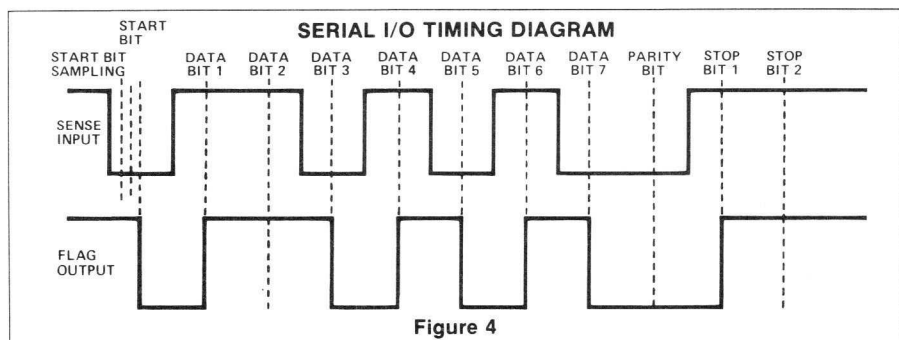 SERIAL I/O TIMING DIAGRAM
START
BIT
START BIT
SAMPLING
DATA
BIT 1
DATA
BIT 2
DATA
BIT 3
DATA
BIT 4
DATA
BIT 5
DATA
BIT 6
DATA
BIT 7
PARITY
BIT
STOP
BIT 1
STOP
BIT 2
SENSE
INPUT
FLAG
OUTPUT
Figure 4